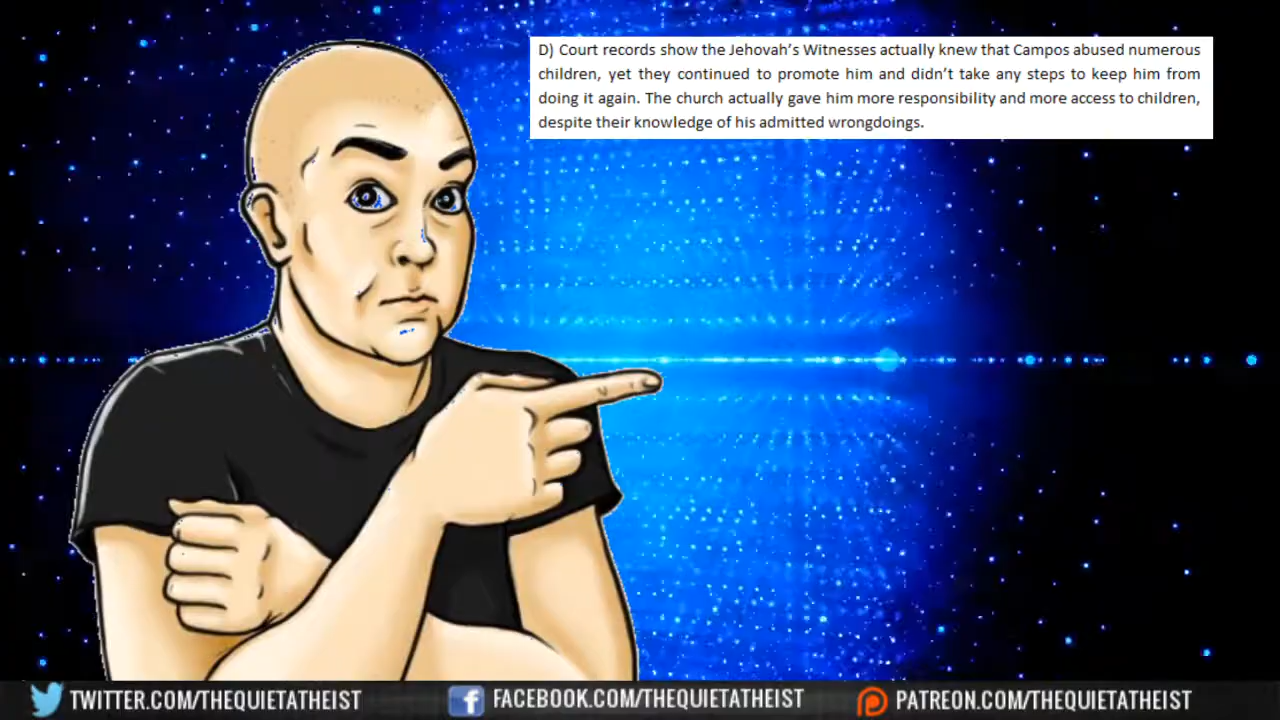 D) Court records show the Jehovah’s Witnesses actually knew that Campos abused numerous
children, yet they continued to promote him and didn’t take any steps to keep him from
doing it again. The church actually gave him more responsibility and more access to children,
despite their knowledge of his admitted wrongdoings.
TWITTER.COM/THEQUIETATHEIST
FACEBOOK.COM/THEQUIETATHEIST
PATREON.COM/THEQUIETATHEIST